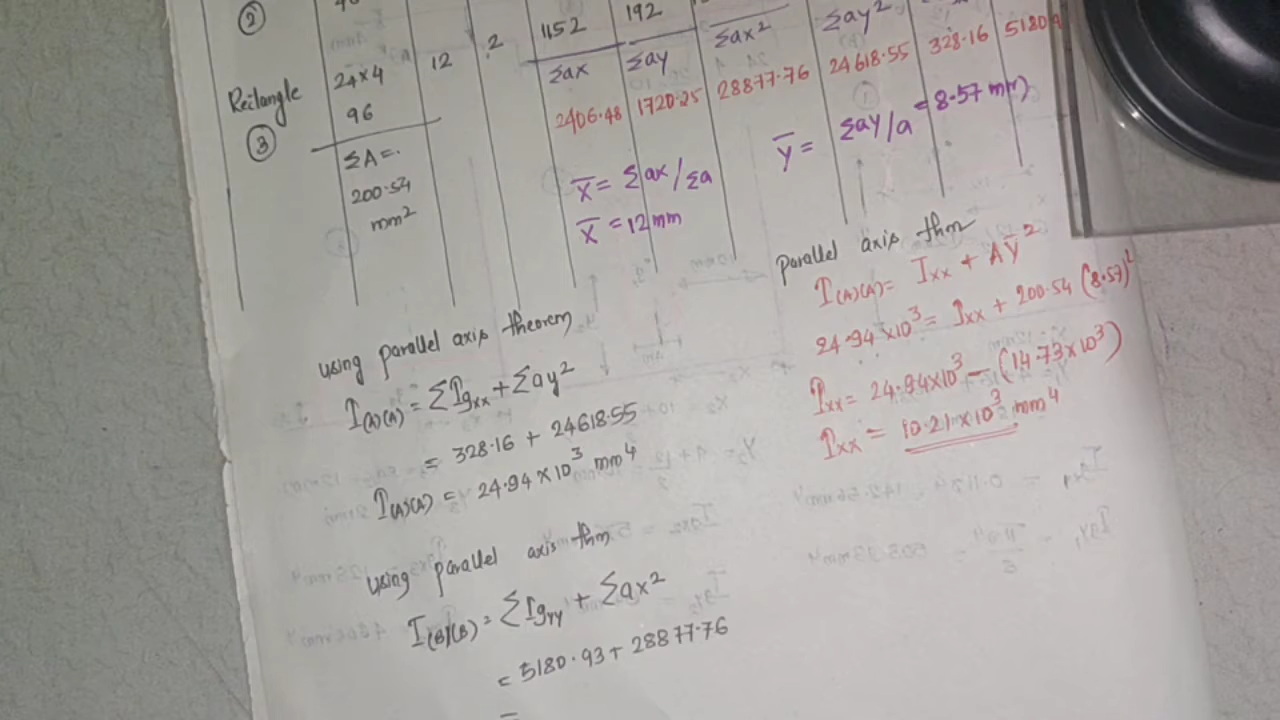 ②
1152
192
Rectangle
③
24×4
96
12
2
Σax
Σay
Σax²
Σay²
2406.48
1720.25
28877.76
24618.55
328.16
5180.9
ΣA=.
200.54
mm²
X̄ = Σax/Σa
X̄ = 12 mm
ȳ = Σay/a = 8.57 mm)
using parallel axis theorem
I(A)(A) = ΣIgxx + Σay²
= 328.16 + 24618.55
I(A)(A) = 24.94 × 10³ mm⁴
using parallel axis thm
I(B)(B) = ΣIgyy + Σax²
= 5180.93 + 28877.76
=
parallel axis thm
I(A)(A) = Ixx + AȲ²
24.94 × 10³ = Ixx + 200.54 (8.57)²
Ixx = 24.94×10³ − (14.73×10³)
Ixx = 10.21×10³ mm⁴